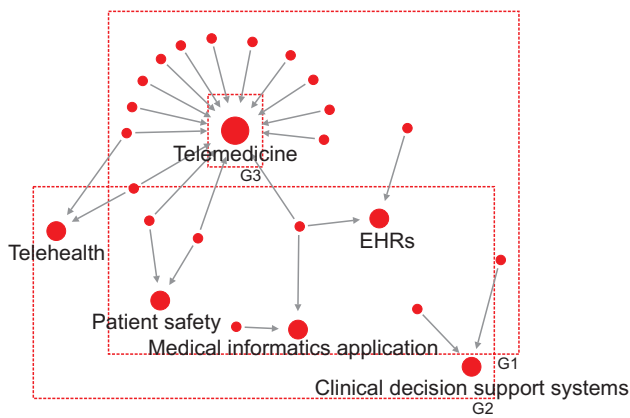 Telemedicine
G3
Telehealth
EHRs
Patient safety
Medical informatics application
G1
Clinical decision support systems
G2